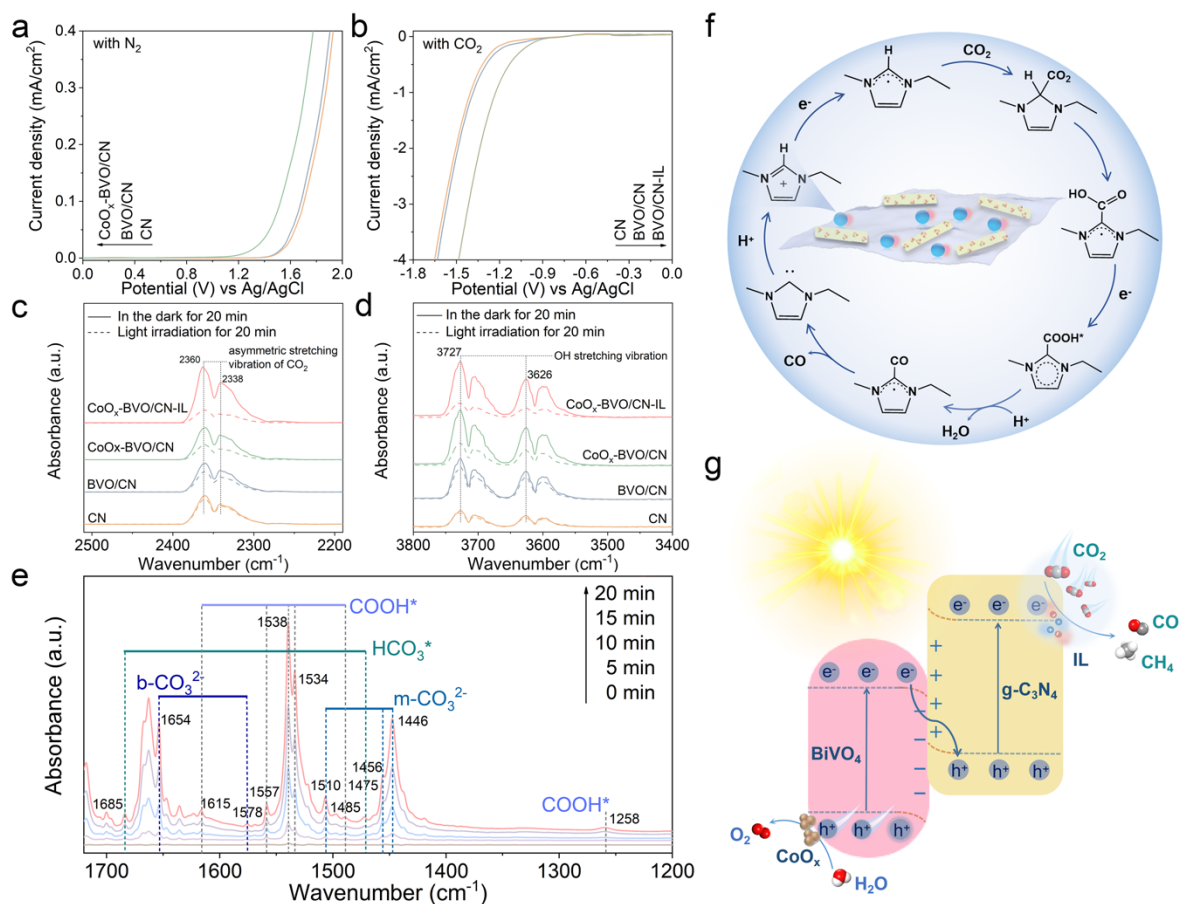 a
with N2
Current density (mA/cm2)
0.4
0.3
0.2
0.1
0.0
CoOx-BVO/CN
BVO/CN
CN
0.0 0.4 0.8 1.2 1.6 2.0
Potential (V) vs Ag/AgCl
b
with CO2
Current density (mA/cm2)
0
-1
-2
-3
-4
CN
BVO/CN
BVO/CN-IL
-1.8 -1.5 -1.2 -0.9 -0.6 -0.3 0.0
Potential (V) vs Ag/AgCl
c
In the dark for 20 min
Light irradiation for 20 min
2360
asymmetric stretching
vibration of CO2
2338
CoOx-BVO/CN-IL
CoOx-BVO/CN
BVO/CN
CN
Absorbance (a.u.)
2500 2400 2300 2200
Wavenumber (cm-1)
d
In the dark for 20 min
Light irradiation for 20 min
3727
OH stretching vibration
3626
CoOx-BVO/CN-IL
CoOx-BVO/CN
BVO/CN
CN
Absorbance (a.u.)
3800 3700 3600 3500 3400
Wavenumber (cm-1)
e
COOH*
HCO3*
b-CO32-
m-CO32-
20 min
15 min
10 min
5 min
0 min
1685
1654
1615
1578
1557
1538
1534
1510
1485
1475
1456
1446
COOH*
1258
Absorbance (a.u.)
1700 1600 1500 1400 1300 1200
Wavenumber (cm-1)
f
H
N N
CO2
H CO2
N N
e-
H
N + N
HO O
C
N N
H+
e-
N N
COOH*
N N
CO
CO
N N
H+
H2O
g
CO2
CO
CH4
IL
e- e- e-
g-C3N4
h+ h+ h+
+ + + +
− − − −
e- e- e-
BiVO4
h+ h+ h+
O2
CoOx
H2O